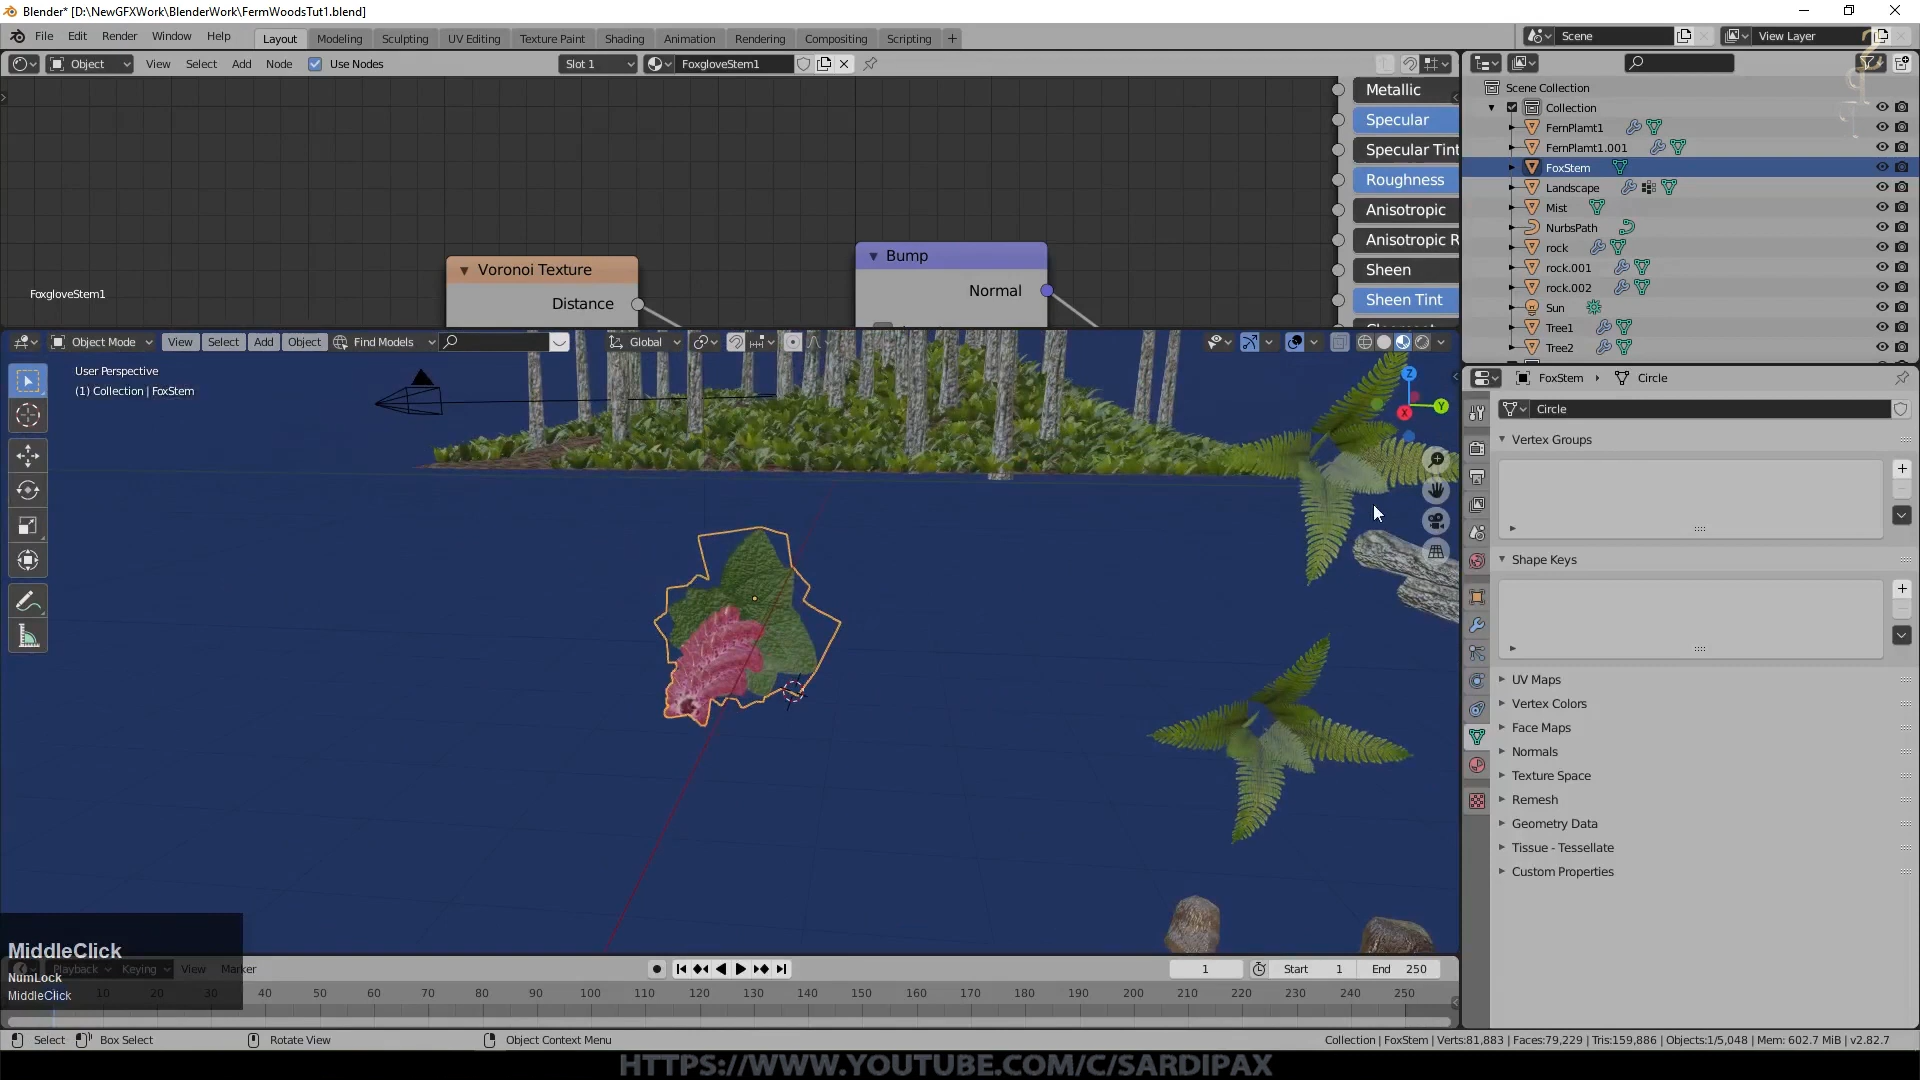 Blender* [D:\NewGFXWork\BlenderWork\FermWoodsTut1.blend]
File Edit Render Window Help Layout Modeling Sculpting UV Editing Texture Paint Shading Animation Rendering Compositing Scripting + Scene View Layer
Object View Select Add Node Use Nodes Slot 1 FoxgloveStem1
Scene Collection
Collection
FernPlamt1
FernPlamt1.001
FoxStem
Landscape
Mist
NurbsPath
rock
rock.001
rock.002
Sun
Tree1
Tree2
Metallic
Specular
Specular Tint
Roughness
Anisotropic
Anisotropic R
Sheen
Sheen Tint
Voronoi Texture
Distance
Bump
Normal
FoxgloveStem1
Object Mode View Select Add Object Find Models Global
User Perspective
(1) Collection | FoxStem
Z
Y
X
FoxStem › Circle
Circle
Vertex Groups
Shape Keys
UV Maps
Vertex Colors
Face Maps
Normals
Texture Space
Remesh
Geometry Data
Tissue - Tessellate
Custom Properties
MiddleClick
NumLock
MiddleClick
Playback Keying View Marker 1 Start 1 End 250
10 20 30 40 50 60 70 80 90 100 110 120 130 140 150 160 170 180 190 200 210 220 230 240 250
Select Box Select Rotate View Object Context Menu Collection | FoxStem | Verts:81,883 | Faces:79,229 | Tris:159,886 | Objects:1/5,048 | Mem: 602.7 MiB | v2.82.7
HTTPS://WWW.YOUTUBE.COM/C/SARDIPAX